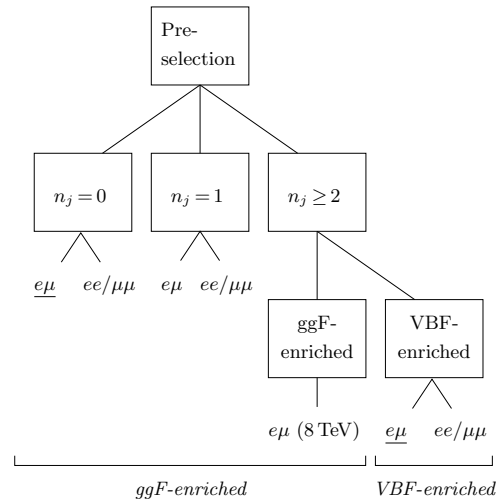 Pre-
selection
n_j = 0
n_j = 1
n_j ≥ 2
eμ ee/μμ
eμ ee/μμ
ggF-
enriched
VBF-
enriched
eμ (8 TeV)
eμ ee/μμ
ggF-enriched
VBF-enriched